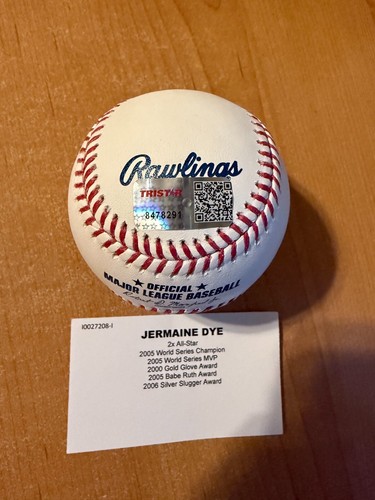 Rawlings
TRISTAR
8478291
★ OFFICIAL ★
MAJOR LEAGUE BASEBALL
I0027208-I
JERMAINE DYE
2x All-Star
2005 World Series Champion
2005 World Series MVP
2000 Gold Glove Award
2005 Babe Ruth Award
2006 Silver Slugger Award